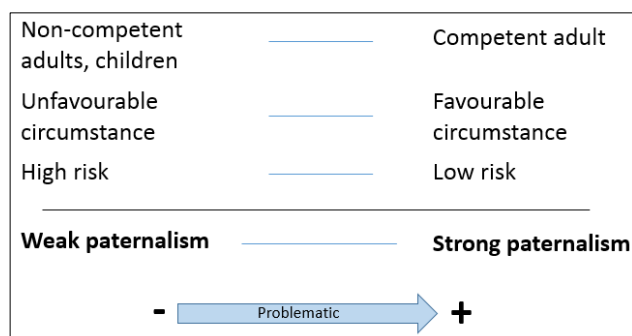 Non-competent
adults, children
Competent adult
Unfavourable
circumstance
Favourable
circumstance
High risk
Low risk
Weak paternalism
Strong paternalism
- Problematic +